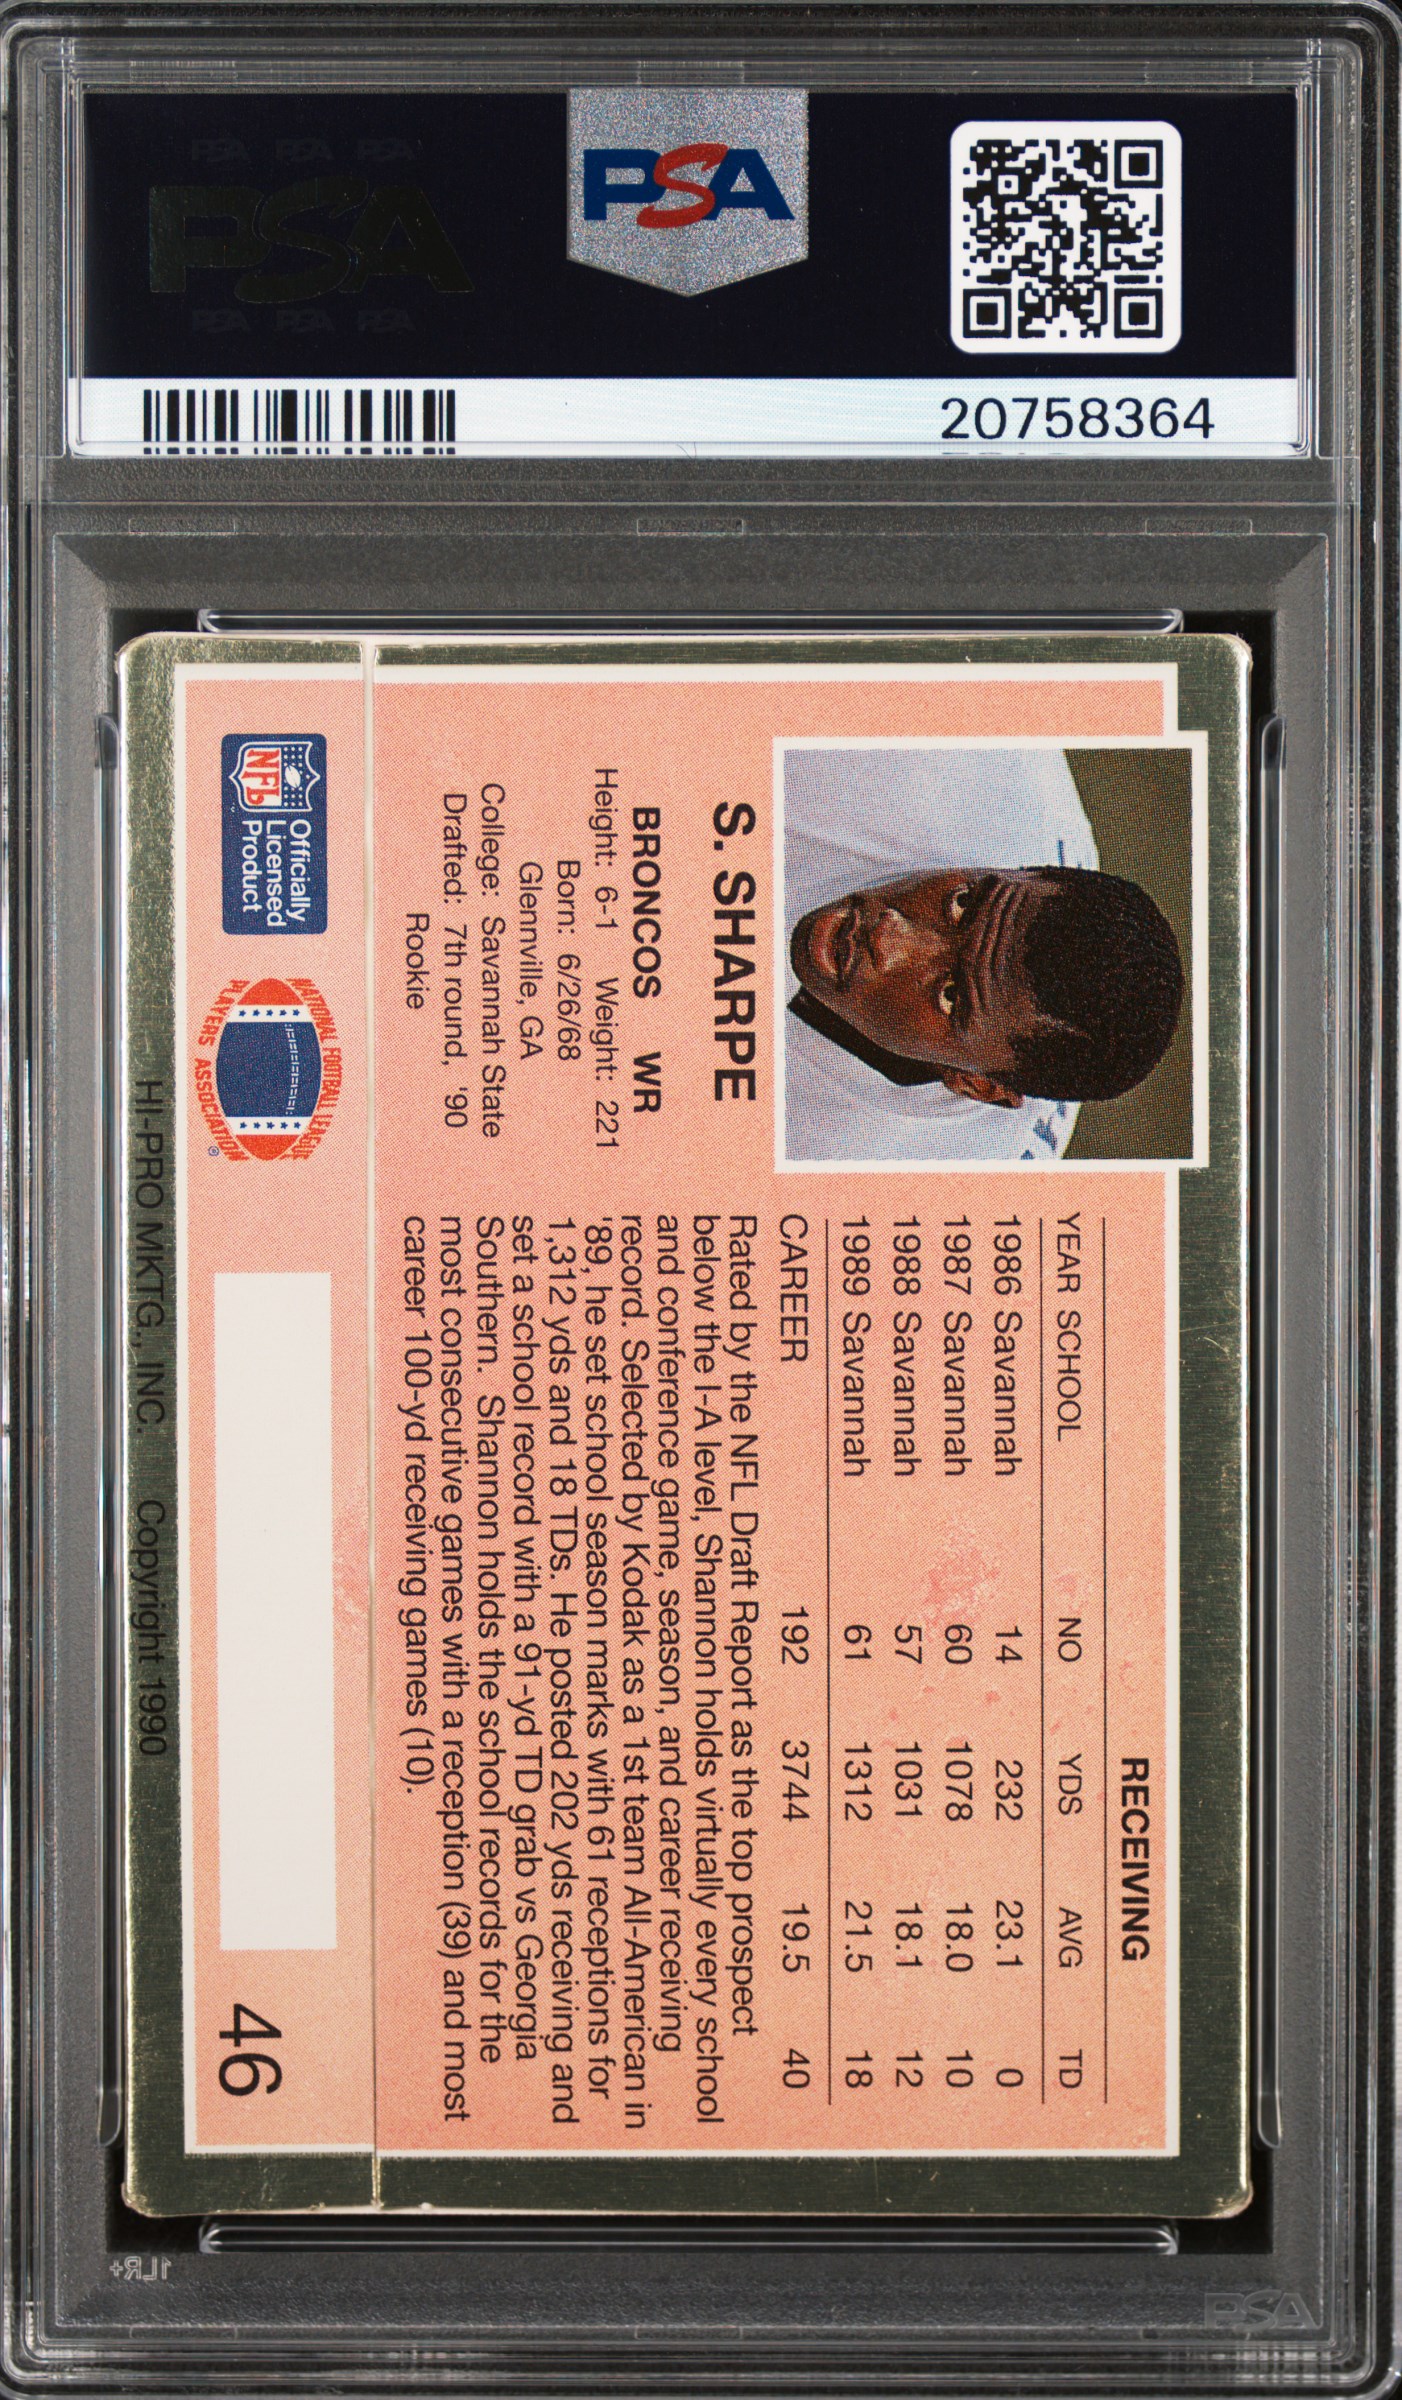 PSA PSA PSA
PSA
PSA PSA PSA
PSA
20758364
S. SHARPE
BRONCOS WR
Height: 6-1 Weight: 221
Born: 6/26/68
Glennville, GA
College: Savannah State
Drafted: 7th round, '90
Rookie
RECEIVING
YEAR SCHOOL NO YDS AVG TD
1986 Savannah 14 232 23.1 0
1987 Savannah 60 1078 18.0 10
1988 Savannah 57 1031 18.1 12
1989 Savannah 61 1312 21.5 18
CAREER 192 3744 19.5 40
Rated by the NFL Draft Report as the top prospect
below the I-A level, Shannon holds virtually every school
and conference game, season, and career receiving
record. Selected by Kodak as a 1st team All-American in
'89, he set school season marks with 61 receptions for
1,312 yds and 18 TDs. He posted 202 yds receiving and
set a school record with a 91-yd TD grab vs Georgia
Southern. Shannon holds the school records for the
most consecutive games with a reception (39) and most
career 100-yd receiving games (10).
NFL
Officially
Licensed
Product
NATIONAL FOOTBALL LEAGUE
PLAYERS ASSOCIATION
®
46
HI-PRO MKTG., INC. Copyright 1990
1LR+
PSA